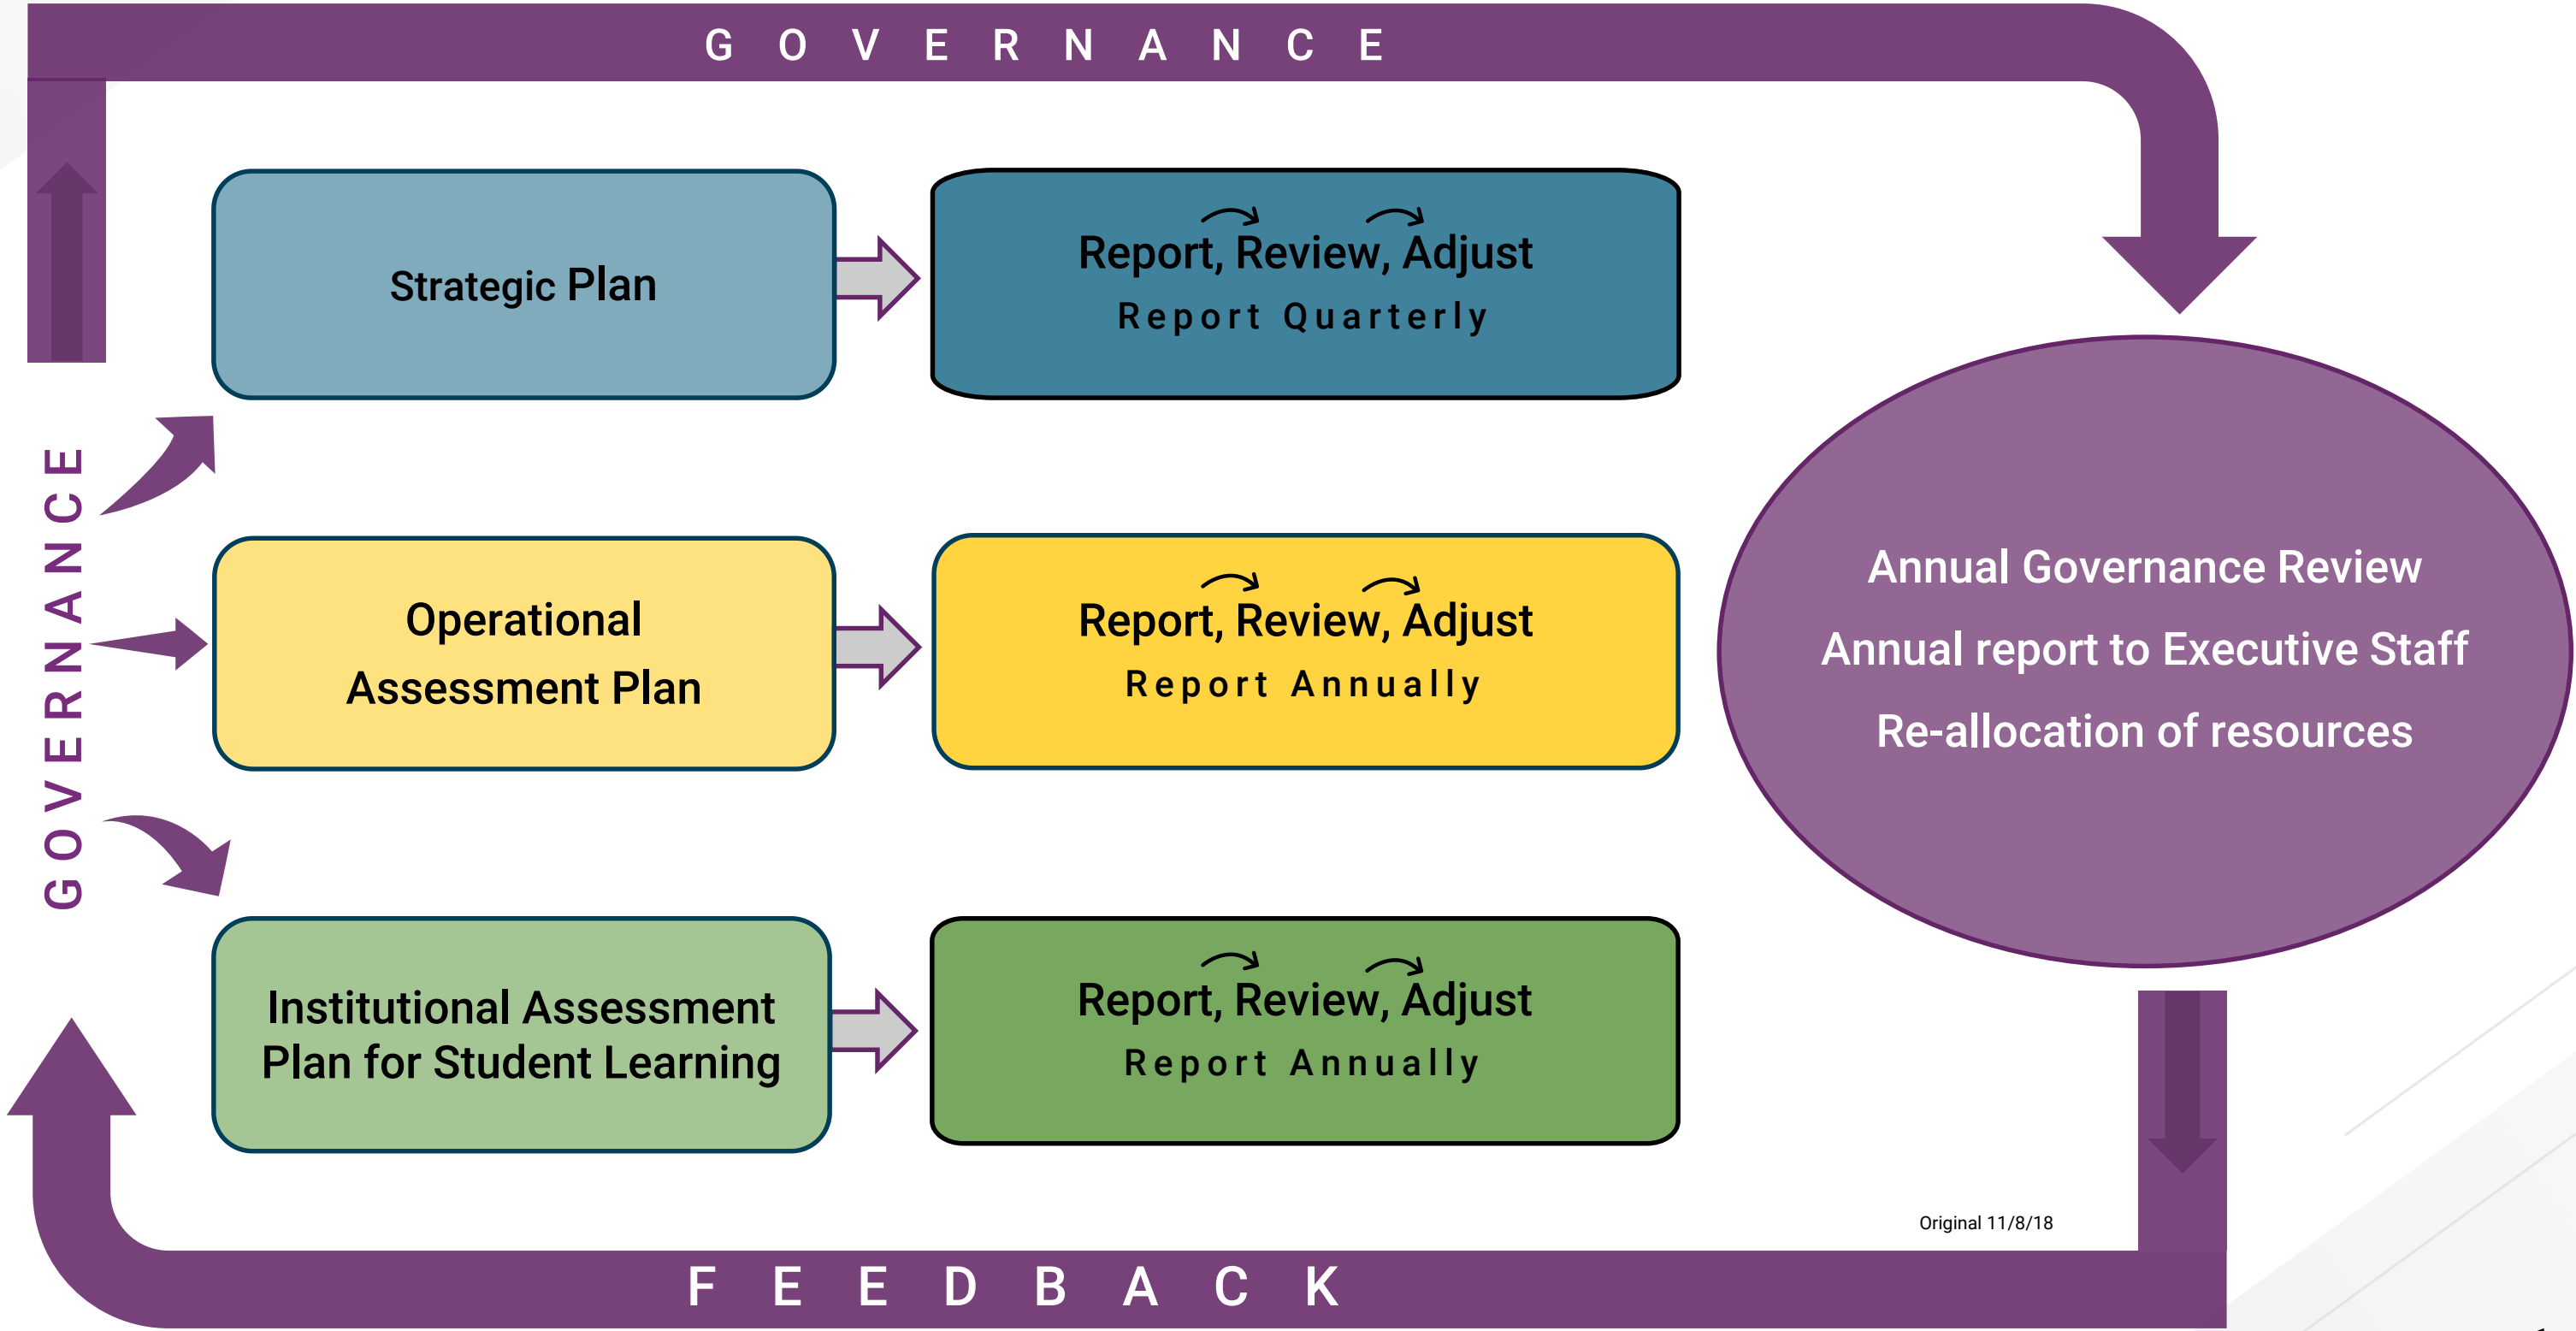 GOVERNANCE
GOVERNANCE
Strategic Plan
Report, Review, Adjust
Report Quarterly
Operational
Assessment Plan
Report, Review, Adjust
Report Annually
Institutional Assessment
Plan for Student Learning
Report, Review, Adjust
Report Annually
Annual Governance Review
Annual report to Executive Staff
Re-allocation of resources
Original 11/8/18
FEEDBACK